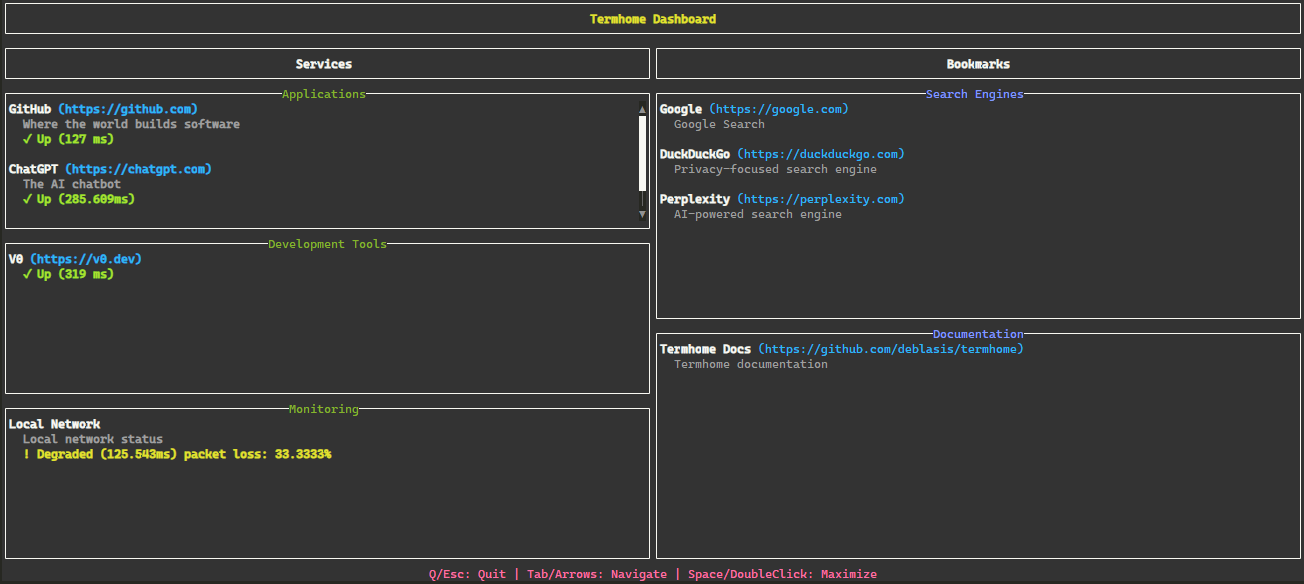 Termhome Dashboard
Services
Applications
GitHub (https://github.com)
Where the world builds software
✓ Up (127 ms)
ChatGPT (https://chatgpt.com)
The AI chatbot
✓ Up (285.609ms)
Development Tools
V0 (https://v0.dev)
✓ Up (319 ms)
Monitoring
Local Network
Local network status
! Degraded (125.543ms) packet loss: 33.3333%
Bookmarks
Search Engines
Google (https://google.com)
Google Search
DuckDuckGo (https://duckduckgo.com)
Privacy-focused search engine
Perplexity (https://perplexity.com)
AI-powered search engine
Documentation
Termhome Docs (https://github.com/deblasis/termhome)
Termhome documentation
Q/Esc: Quit | Tab/Arrows: Navigate | Space/DoubleClick: Maximize